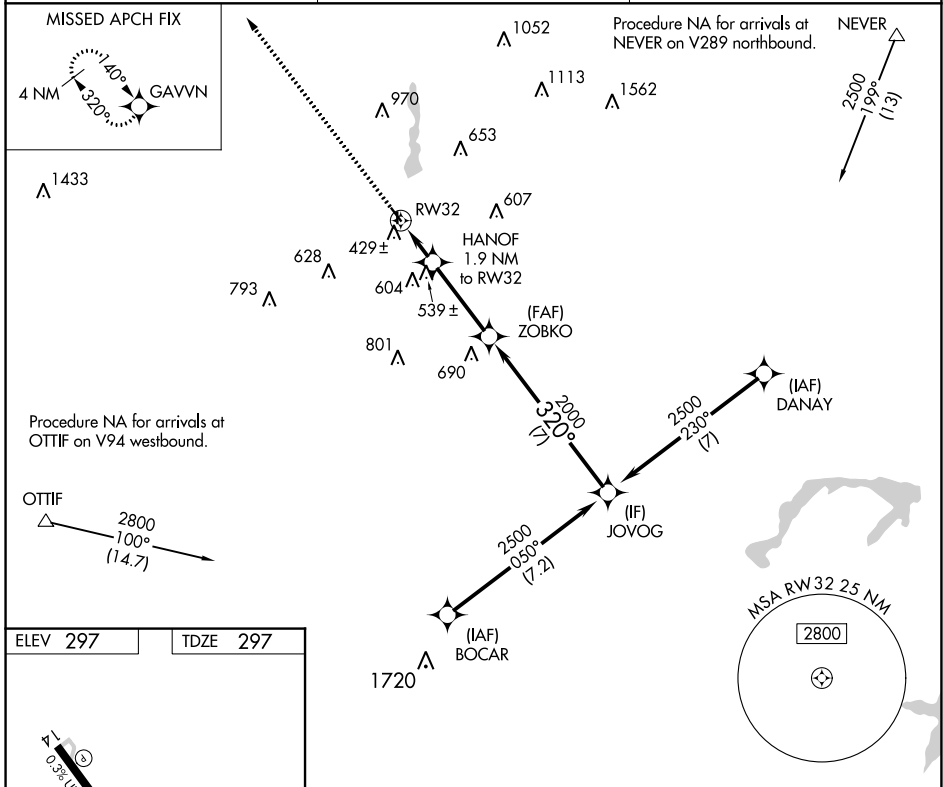 MISSED APCH FIX
4 NM
140°
320°
GAVVN
1052
1113
1562
970
653
Procedure NA for arrivals at
NEVER on V289 northbound.
NEVER
2500
199°
(13)
1433
RW32
607
429 ±
HANOF
1.9 NM
to RW32
628
604
793
539 ±
(FAF)
ZOBKO
801
690
(IAF)
DANAY
2000
320°
(7)
2500
230°
(7)
Procedure NA for arrivals at
OTTIF on V94 westbound.
OTTIF
2800
100°
(14.7)
(IF)
JOVOG
2500
050°
(7.2)
(IAF)
BOCAR
1720
MSA RW32 25 NM
2800
ELEV 297
TDZE 297
14
P
0.3%